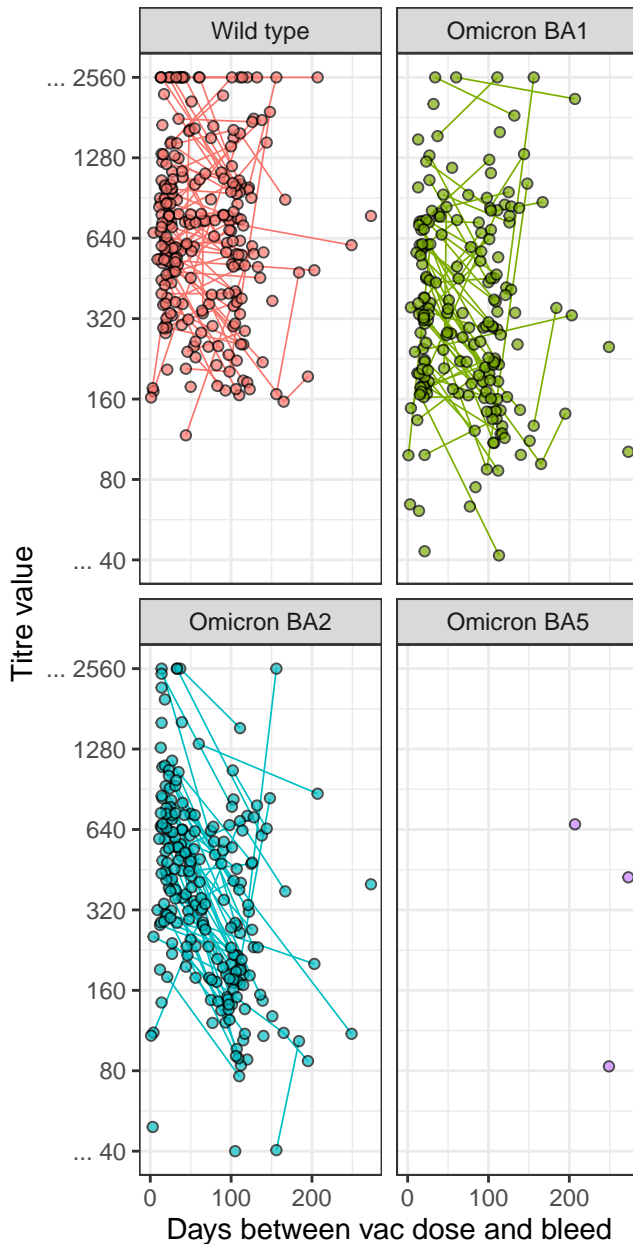 Wild type
Omicron BA1
... 2560
1280
640
320
160
80
... 40
Titre value
Omicron BA2
Omicron BA5
... 2560
1280
640
320
160
80
... 40
0 100 200
0 100 200
Days between vac dose and bleed